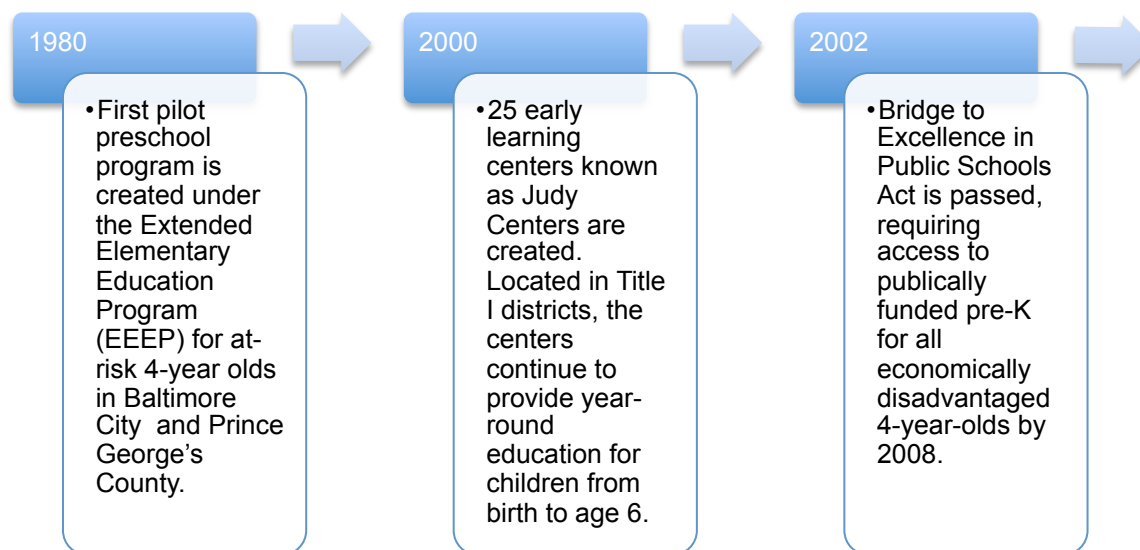 1980
•First pilot
preschool
program is
created under
the Extended
Elementary
Education
Program
(EEEP) for at-
risk 4-year olds
in Baltimore
City  and Prince
George's
County.
2000
•25 early
learning
centers known
as Judy
Centers are
created.
Located in Title
I districts, the
centers
continue to
provide year-
round
education for
children from
birth to age 6.
2002
•Bridge to
Excellence in
Public Schools
Act is passed,
requiring
access to
publically
funded pre-K
for all
economically
disadvantaged
4-year-olds by
2008.